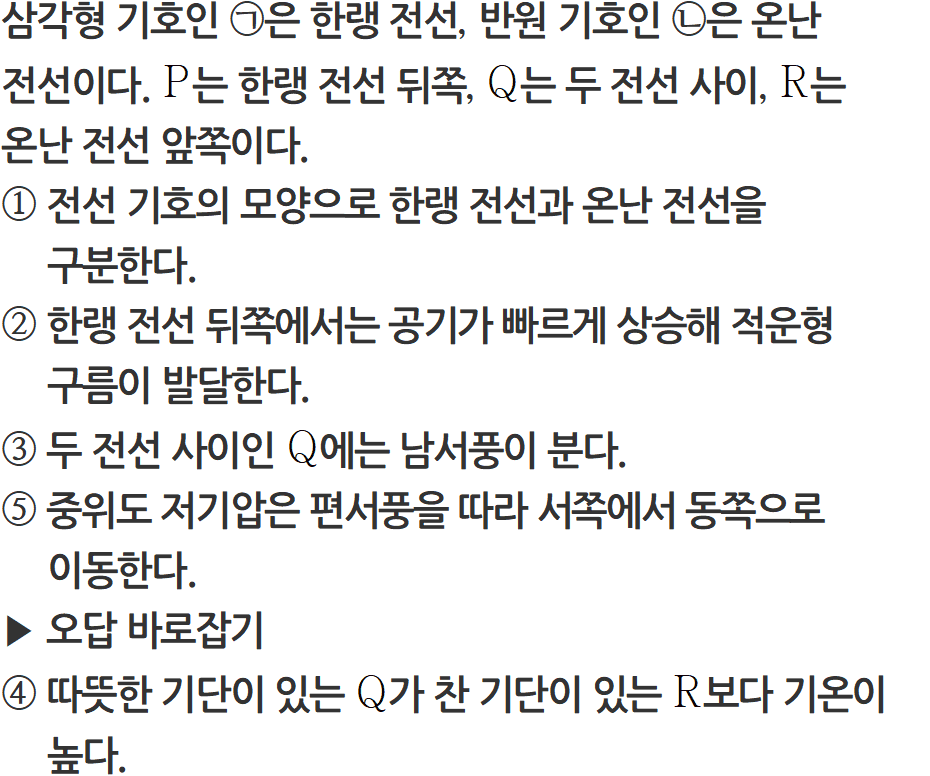 삼각형 기호인 ㉠은 한랭 전선, 반원 기호인 ㉡은 온난
전선이다. P는 한랭 전선 뒤쪽, Q는 두 전선 사이, R는
온난 전선 앞쪽이다.
① 전선 기호의 모양으로 한랭 전선과 온난 전선을
구분한다.
② 한랭 전선 뒤쪽에서는 공기가 빠르게 상승해 적운형
구름이 발달한다.
③ 두 전선 사이인 Q에는 남서풍이 분다.
⑤ 중위도 저기압은 편서풍을 따라 서쪽에서 동쪽으로
이동한다.
▶ 오답 바로잡기
④ 따뜻한 기단이 있는 Q가 찬 기단이 있는 R보다 기온이
높다.